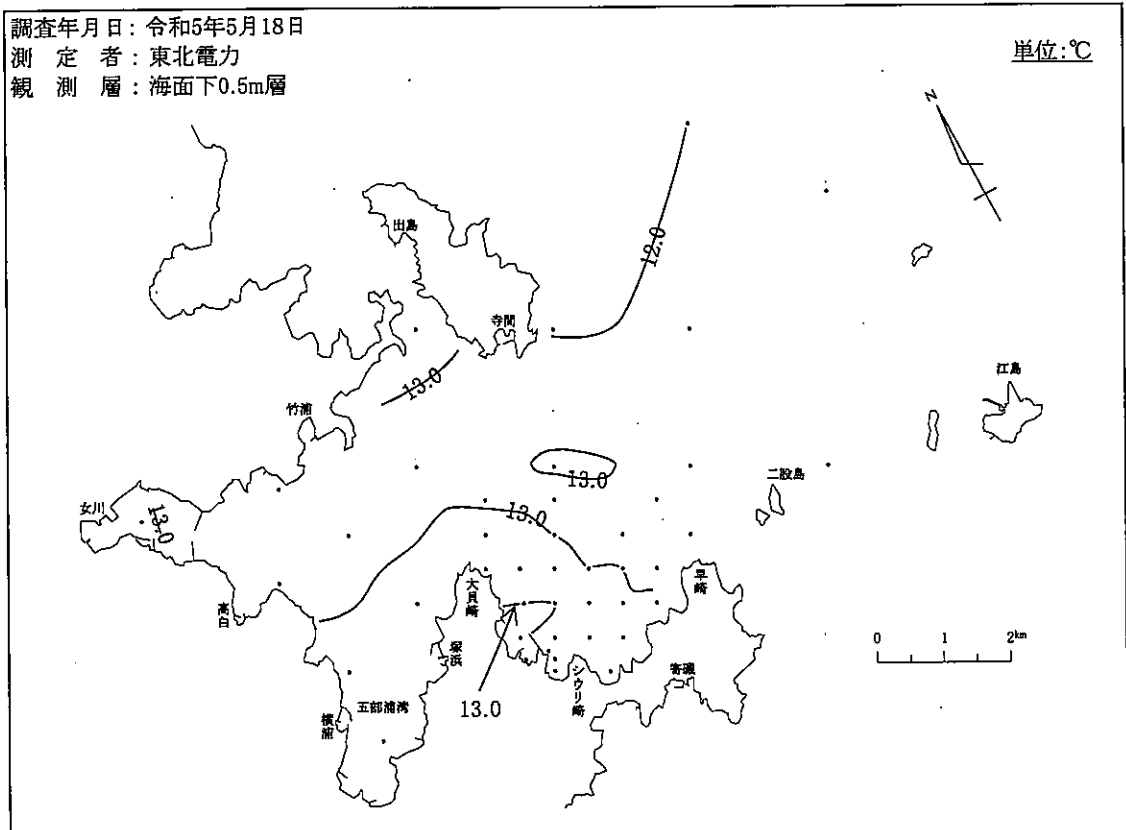 調査年月日：令和5年5月18日
測 定 者：東北電力
観 測 層：海面下0.5m層
単位：℃
N
出島
12.0
寺間
江島
13.0
竹浦
二股島
13.0
女川
13.0
13.0
早崎
大貝崎
高白
塚浜
0 1 2km
寄磯
シウリ崎
13.0
五部浦湾
横浦